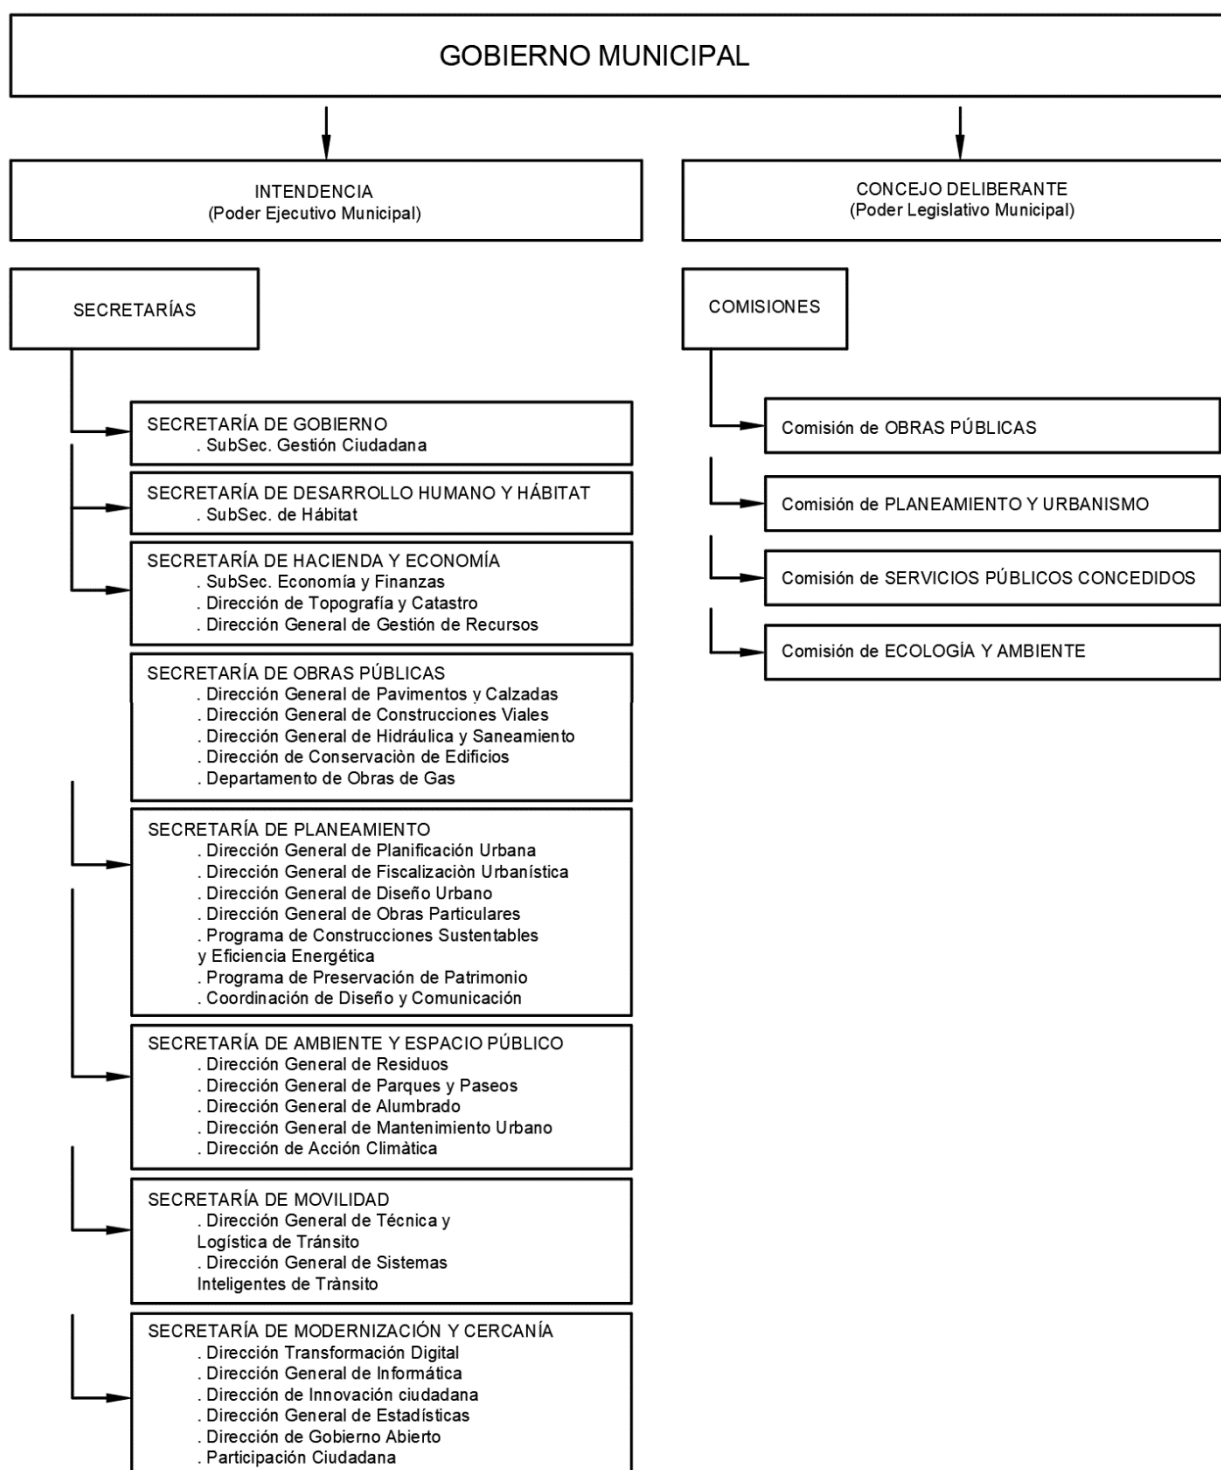 GOBIERNO MUNICIPAL
INTENDENCIA
(Poder Ejecutivo Municipal)
CONCEJO DELIBERANTE
(Poder Legislativo Municipal)
SECRETARÍAS
SECRETARÍA DE GOBIERNO
. SubSec. Gestión Ciudadana
SECRETARÍA DE DESARROLLO HUMANO Y HÁBITAT
. SubSec. de Hábitat
SECRETARÍA DE HACIENDA Y ECONOMÍA
. SubSec. Economía y Finanzas
. Dirección de Topografía y Catastro
. Dirección General de Gestión de Recursos
SECRETARÍA DE OBRAS PÚBLICAS
. Dirección General de Pavimentos y Calzadas
. Dirección General de Construcciones Viales
. Dirección General de Hidráulica y Saneamiento
. Dirección de Conservaciòn de Edificios
. Departamento de Obras de Gas
SECRETARÍA DE PLANEAMIENTO
. Dirección General de Planificación Urbana
. Dirección General de Fiscalizaciòn Urbanística
. Dirección General de Diseño Urbano
. Dirección General de Obras Particulares
. Programa de Construcciones Sustentables
y Eficiencia Energética
. Programa de Preservación de Patrimonio
. Coordinación de Diseño y Comunicación
SECRETARÍA DE AMBIENTE Y ESPACIO PÚBLICO
. Dirección General de Residuos
. Dirección General de Parques y Paseos
. Dirección General de Alumbrado
. Dirección General de Mantenimiento Urbano
. Dirección de Acción Climàtica
SECRETARÍA DE MOVILIDAD
. Dirección General de Técnica y
Logística de Tránsito
. Dirección General de Sistemas
Inteligentes de Trànsito
SECRETARÍA DE MODERNIZACIÓN Y CERCANÍA
. Dirección Transformación Digital
. Dirección General de Informática
. Dirección de Innovación ciudadana
. Dirección General de Estadísticas
. Dirección de Gobierno Abierto
. Participación Ciudadana
COMISIONES
Comisión de OBRAS PÚBLICAS
Comisión de PLANEAMIENTO Y URBANISMO
Comisión de SERVICIOS PÚBLICOS CONCEDIDOS
Comisión de ECOLOGÍA Y AMBIENTE